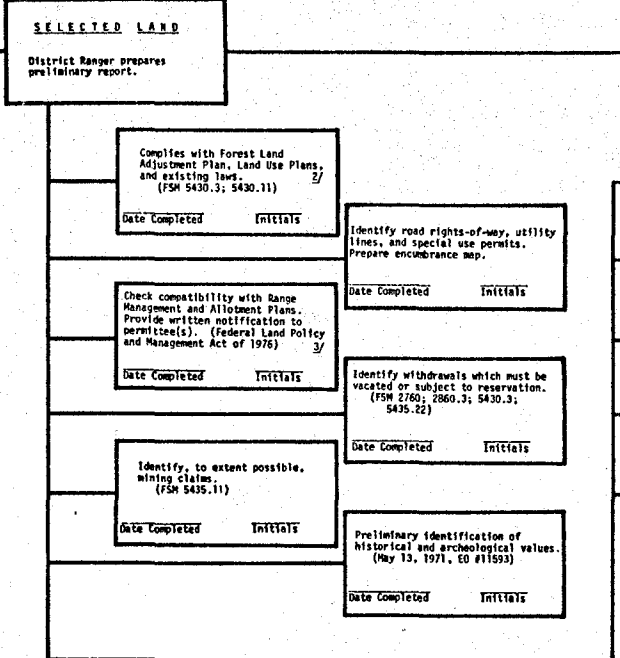 SELECTED LAND
District Ranger prepares
preliminary report.
Complies with Forest Land
Adjustment Plan, Land Use Plans,
and existing laws. 2/
(FSM 5430.3; 5430.11)
Date Completed Initials
Identify road rights-of-way, utility
lines, and special use permits.
Prepare encumbrance map.
Date Completed Initials
Check compatibility with Range
Management and Allotment Plans.
Provide written notification to
permittee(s). (Federal Land Policy
and Management Act of 1976) 3/
Date Completed Initials
Identify withdrawals which must be
vacated or subject to reservation.
(FSM 2760; 2860.3; 5430.3;
5435.22)
Date Completed Initials
Identify, to extent possible,
mining claims.
(FSM 5435.11)
Date Completed Initials
Preliminary identification of
historical and archeological values.
(May 13, 1971, EO #11593)
Date Completed Initials